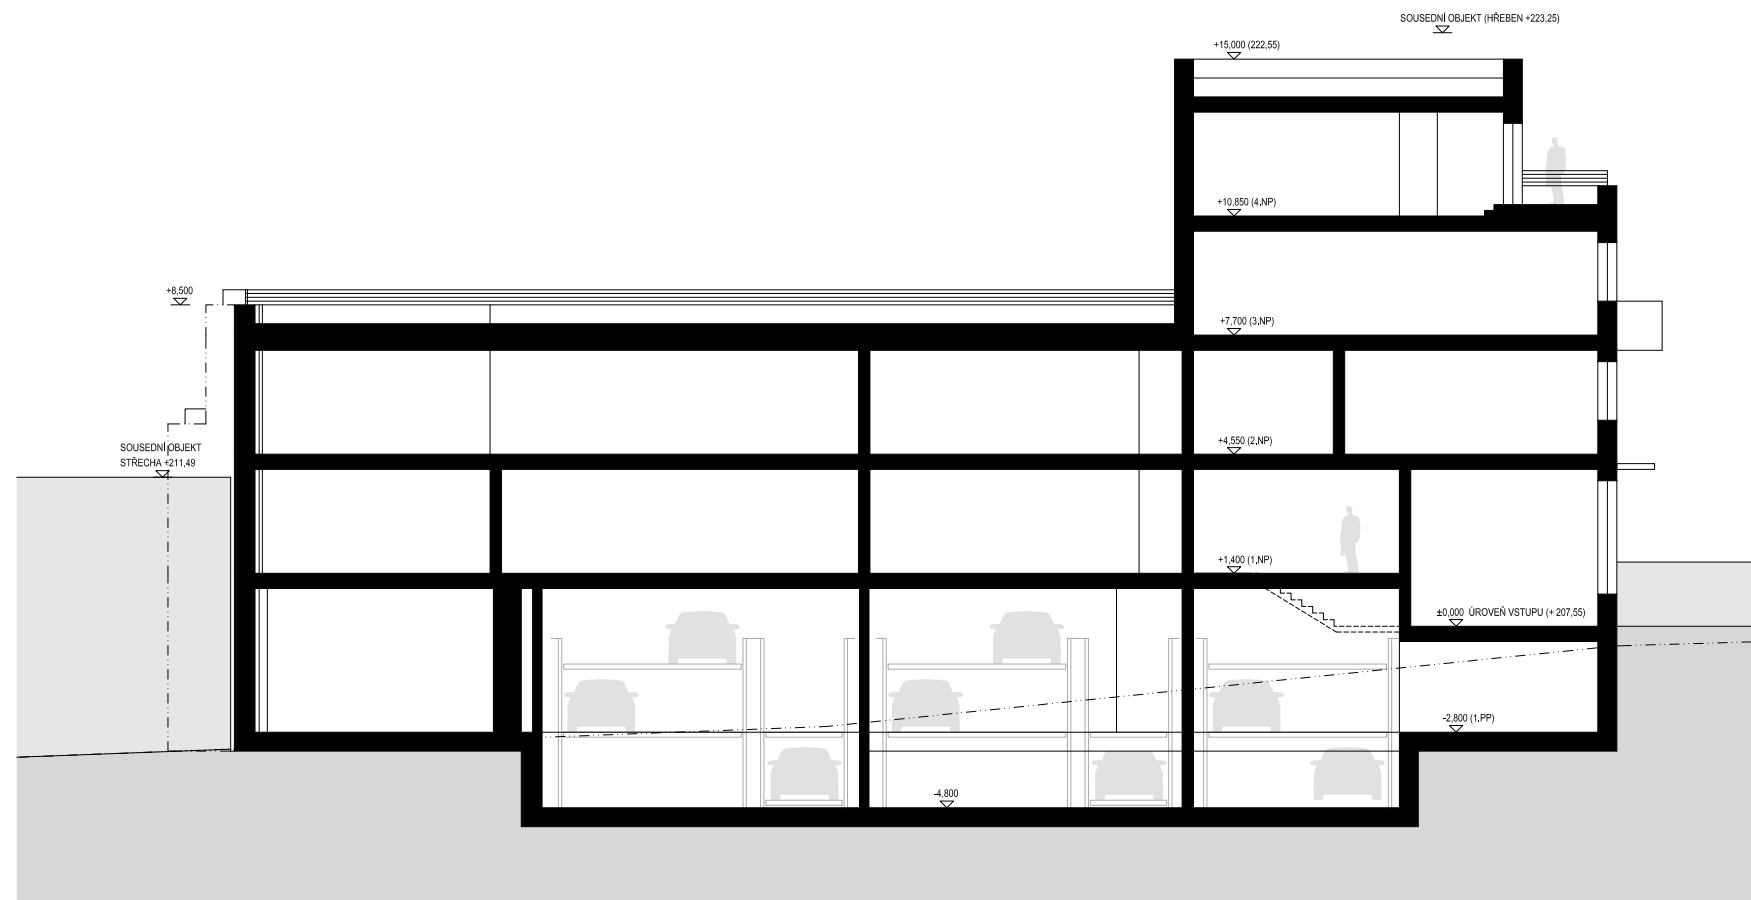 SOUSEDNÍ OBJEKT (HŘEBEN +223,25)
+15,000 (222,55)
+10,850 (4.NP)
+8,500
+7,700 (3.NP)
+4,550 (2.NP)
SOUSEDNÍ OBJEKT
STŘECHA +211,49
+1,400 (1.NP)
±0,000 ÚROVEŇ VSTUPU (+ 207,55)
-2,800 (1.PP)
-4,800